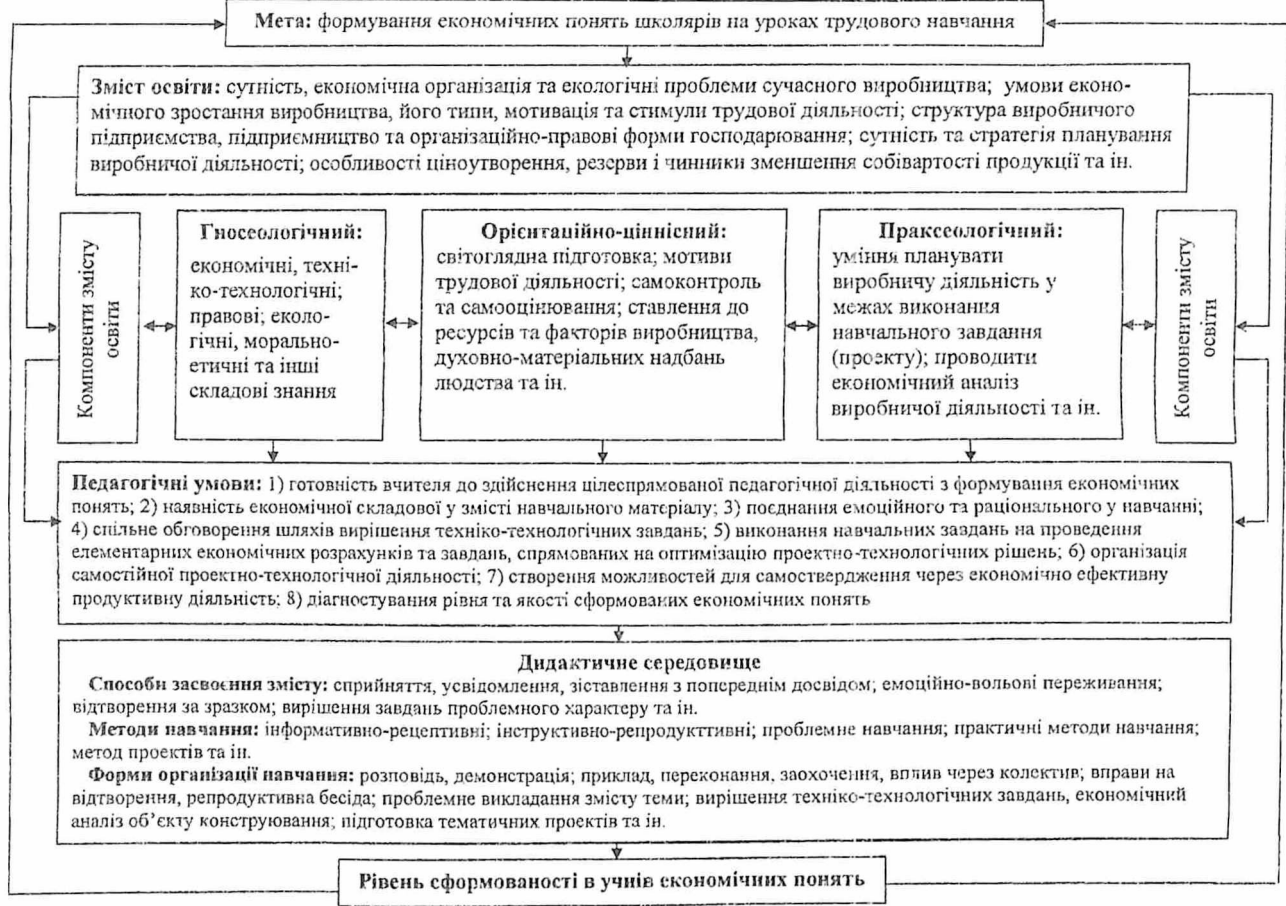 Мета: формування економічних понять школярів на уроках трудового навчання
Зміст освіти: сутність, економічна організація та екологічні проблеми сучасного виробництва; умови еконо-
мічного зростання виробництва, його типи, мотивація та стимули трудової діяльності; структура виробничого
підприємства, підприємництво та організаційно-правові форми господарювання; сутність та стратегія планування
виробничої діяльності; особливості ціноутворення, резерви і чинники зменшення собівартості продукції та ін.
Компоненти змісту
освіти
Гносеологічний:
економічні, техні-
ко-технологічні;
правові; еколо-
гічні, морально-
етичні та інші
складові знання
Орієнтаційно-ціннісний:
світоглядна підготовка; мотиви
трудової діяльності; самоконтроль
та самооцінювання; ставлення до
ресурсів та факторів виробництва,
духовно-матеріальних надбань
людства та ін.
Праксеологічний:
уміння планувати
виробничу діяльність у
межах виконання
навчального завдання
(проекту); проводити
економічний аналіз
виробничої діяльності та ін.
Компоненти змісту
освіти
Педагогічні умови: 1) готовність вчителя до здійснення цілеспрямованої педагогічної діяльності з формування економічних
понять; 2) наявність економічної складової у змісті навчального матеріалу; 3) поєднання емоційного та раціонального у навчанні;
4) спільне обговорення шляхів вирішення техніко-технологічних завдань; 5) виконання навчальних завдань на проведення
елементарних економічних розрахунків та завдань, спрямованих на оптимізацію проектно-технологічних рішень; 6) організація
самостійної проектно-технологічної діяльності; 7) створення можливостей для самоствердження через економічно ефективну
продуктивну діяльність; 8) діагностування рівня та якості сформованих економічних понять
Дидактичне середовище
Способи засвоєння змісту: сприйняття, усвідомлення, зіставлення з попереднім досвідом; емоційно-вольові переживання;
відтворення за зразком; вирішення завдань проблемного характеру та ін.
Методи навчання: інформативно-рецептивні; інструктивно-репродукттивні; проблемне навчання; практичні методи навчання;
метод проектів та ін.
Форми організації навчання: розповідь, демонстрація; приклад, переконання, заохочення, вплив через колектив; вправи на
відтворення, репродуктивна бесіда; проблемне викладання змісту теми; вирішення техніко-технологічних завдань, економічний
аналіз об’єкту конструювання; підготовка тематичних проектів та ін.
Рівень сформованості в учнів економічних понять